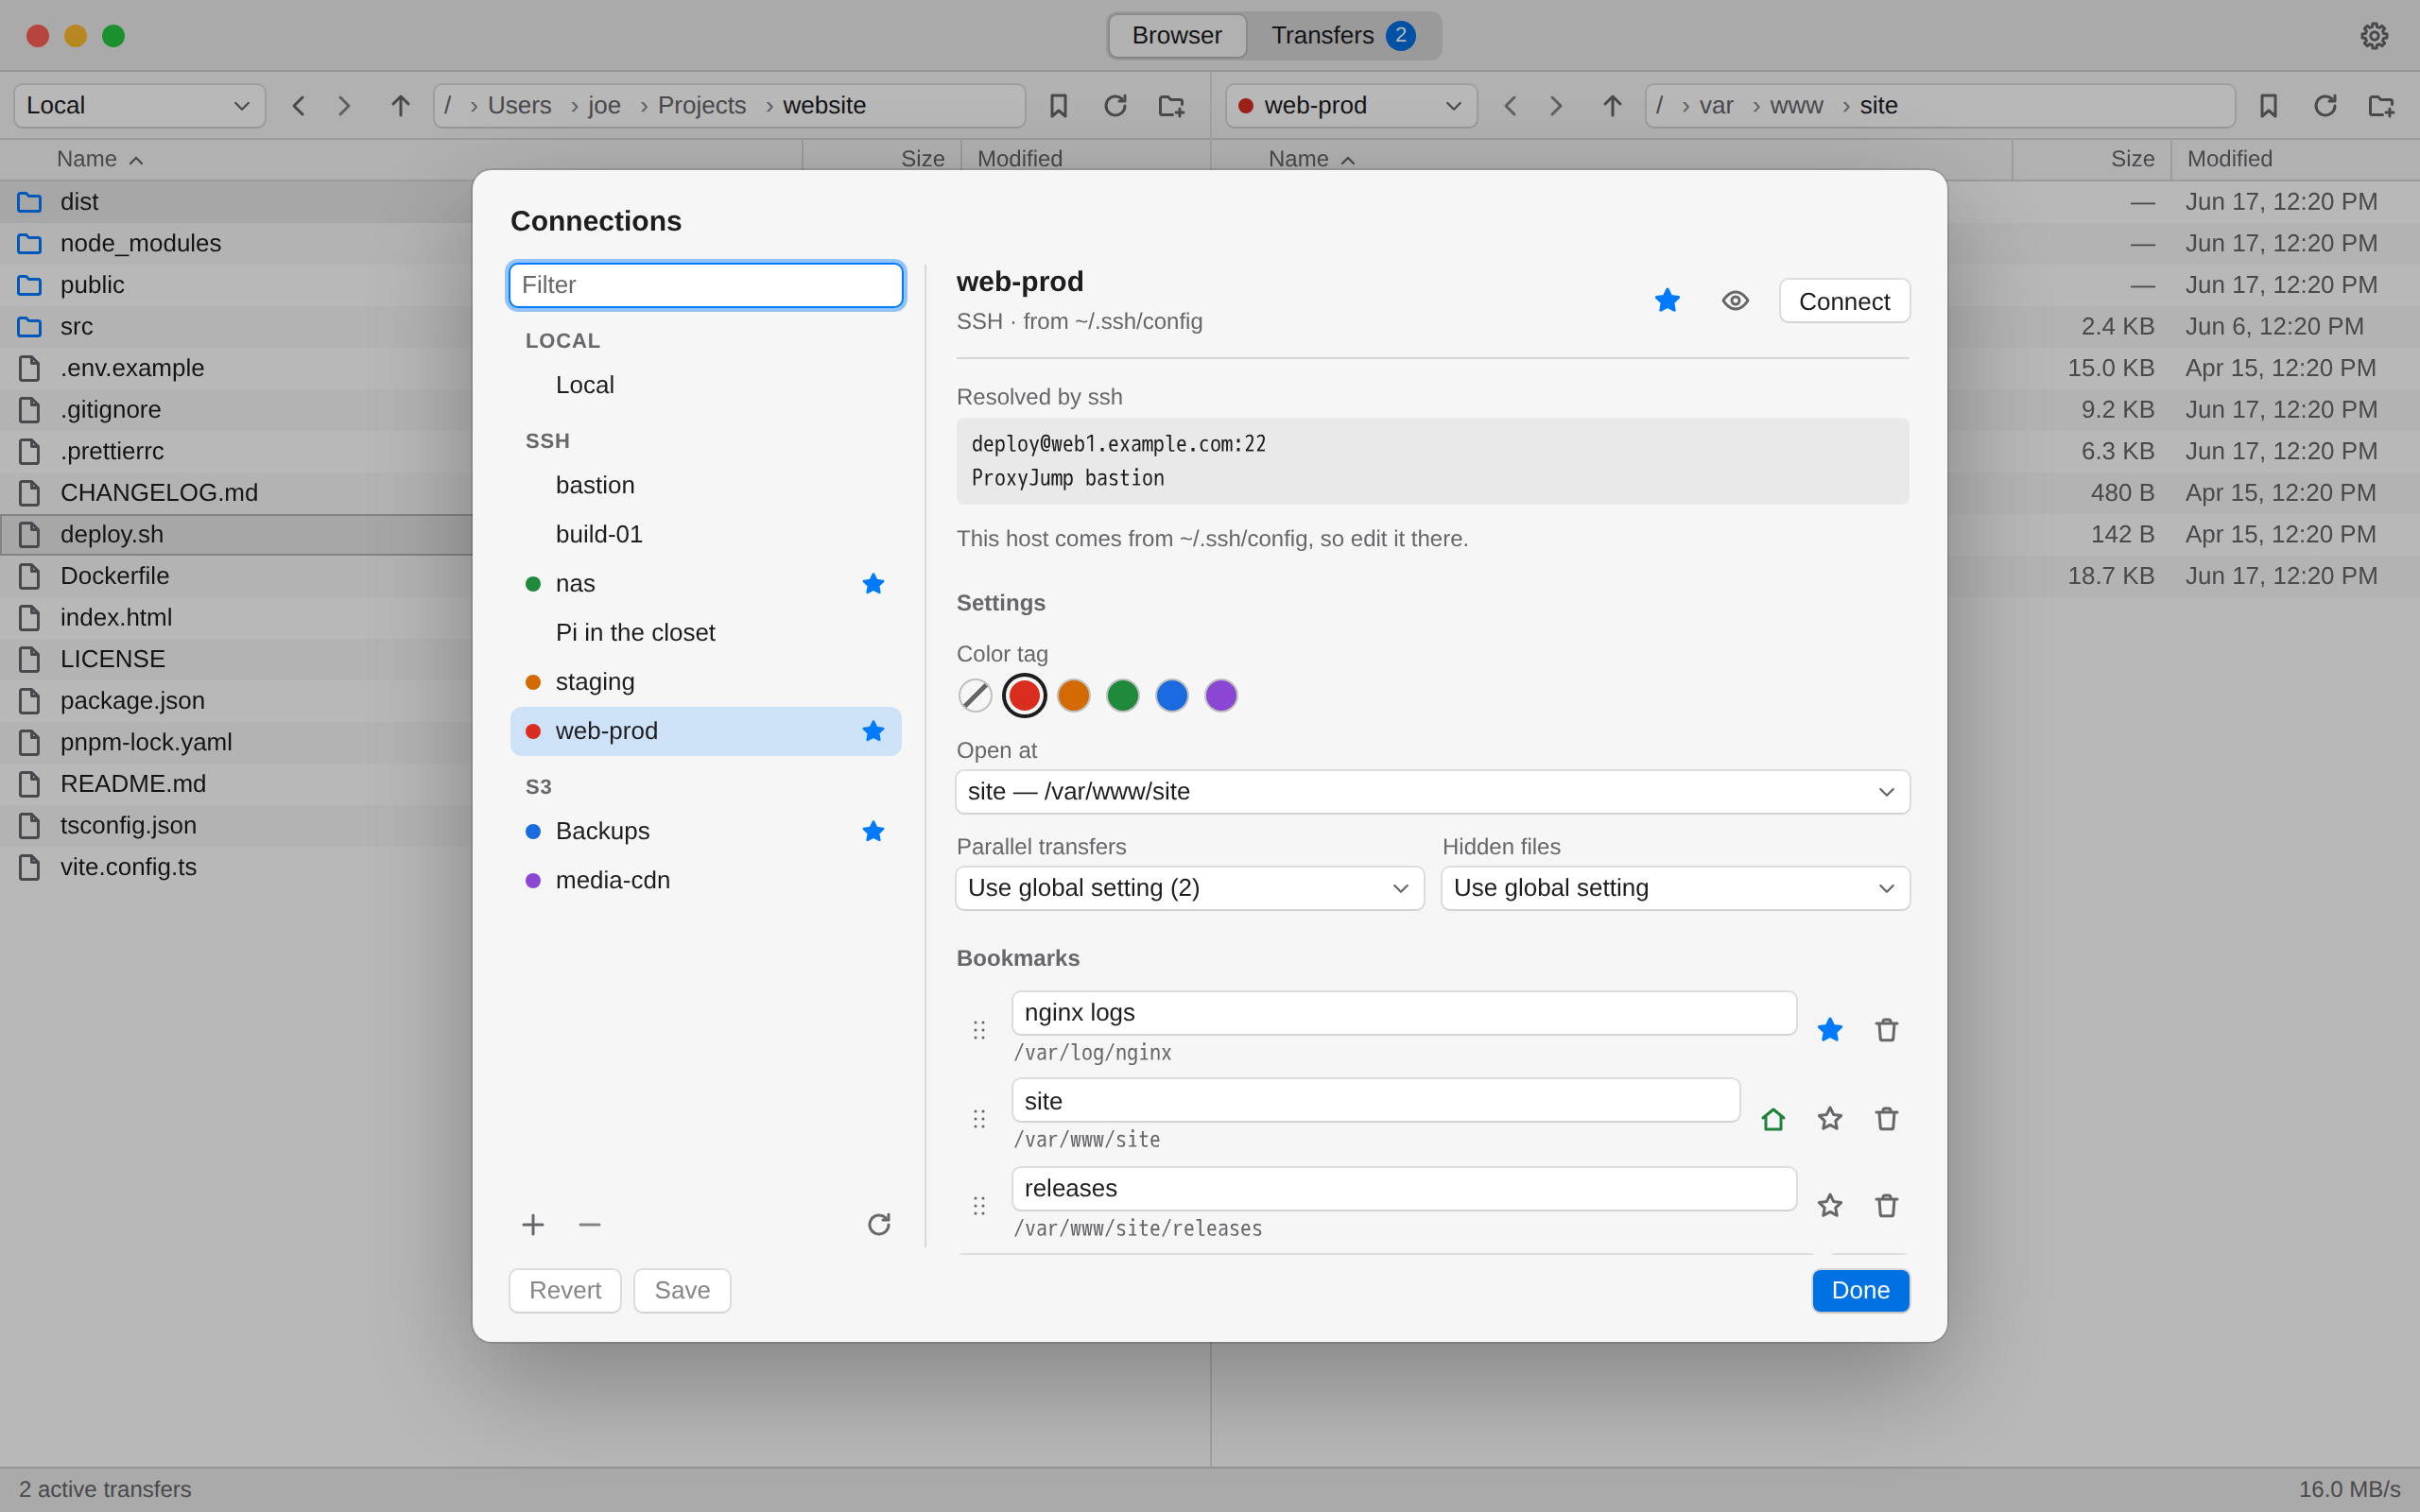 Browser
Transfers 2
Local
/ › Users › joe › Projects › website
web-prod
/ › var › www › site
Name
Size
Modified
Name
Size
Modified
dist
node_modules
public
src
.env.example
.gitignore
.prettierrc
CHANGELOG.md
deploy.sh
Dockerfile
index.html
LICENSE
package.json
pnpm-lock.yaml
README.md
tsconfig.json
vite.config.ts
— Jun 17, 12:20 PM
— Jun 17, 12:20 PM
— Jun 17, 12:20 PM
2.4 KB Jun 6, 12:20 PM
15.0 KB Apr 15, 12:20 PM
9.2 KB Jun 17, 12:20 PM
6.3 KB Jun 17, 12:20 PM
480 B Apr 15, 12:20 PM
142 B Apr 15, 12:20 PM
18.7 KB Jun 17, 12:20 PM
Connections
Filter
LOCAL
Local
SSH
bastion
build-01
nas
Pi in the closet
staging
web-prod
S3
Backups
media-cdn
Revert
Save
web-prod
SSH · from ~/.ssh/config
Connect
Resolved by ssh
deploy@web1.example.com:22
ProxyJump bastion
This host comes from ~/.ssh/config, so edit it there.
Settings
Color tag
Open at
site — /var/www/site
Parallel transfers
Hidden files
Use global setting (2)
Use global setting
Bookmarks
nginx logs
/var/log/nginx
site
/var/www/site
releases
/var/www/site/releases
Done
2 active transfers
16.0 MB/s